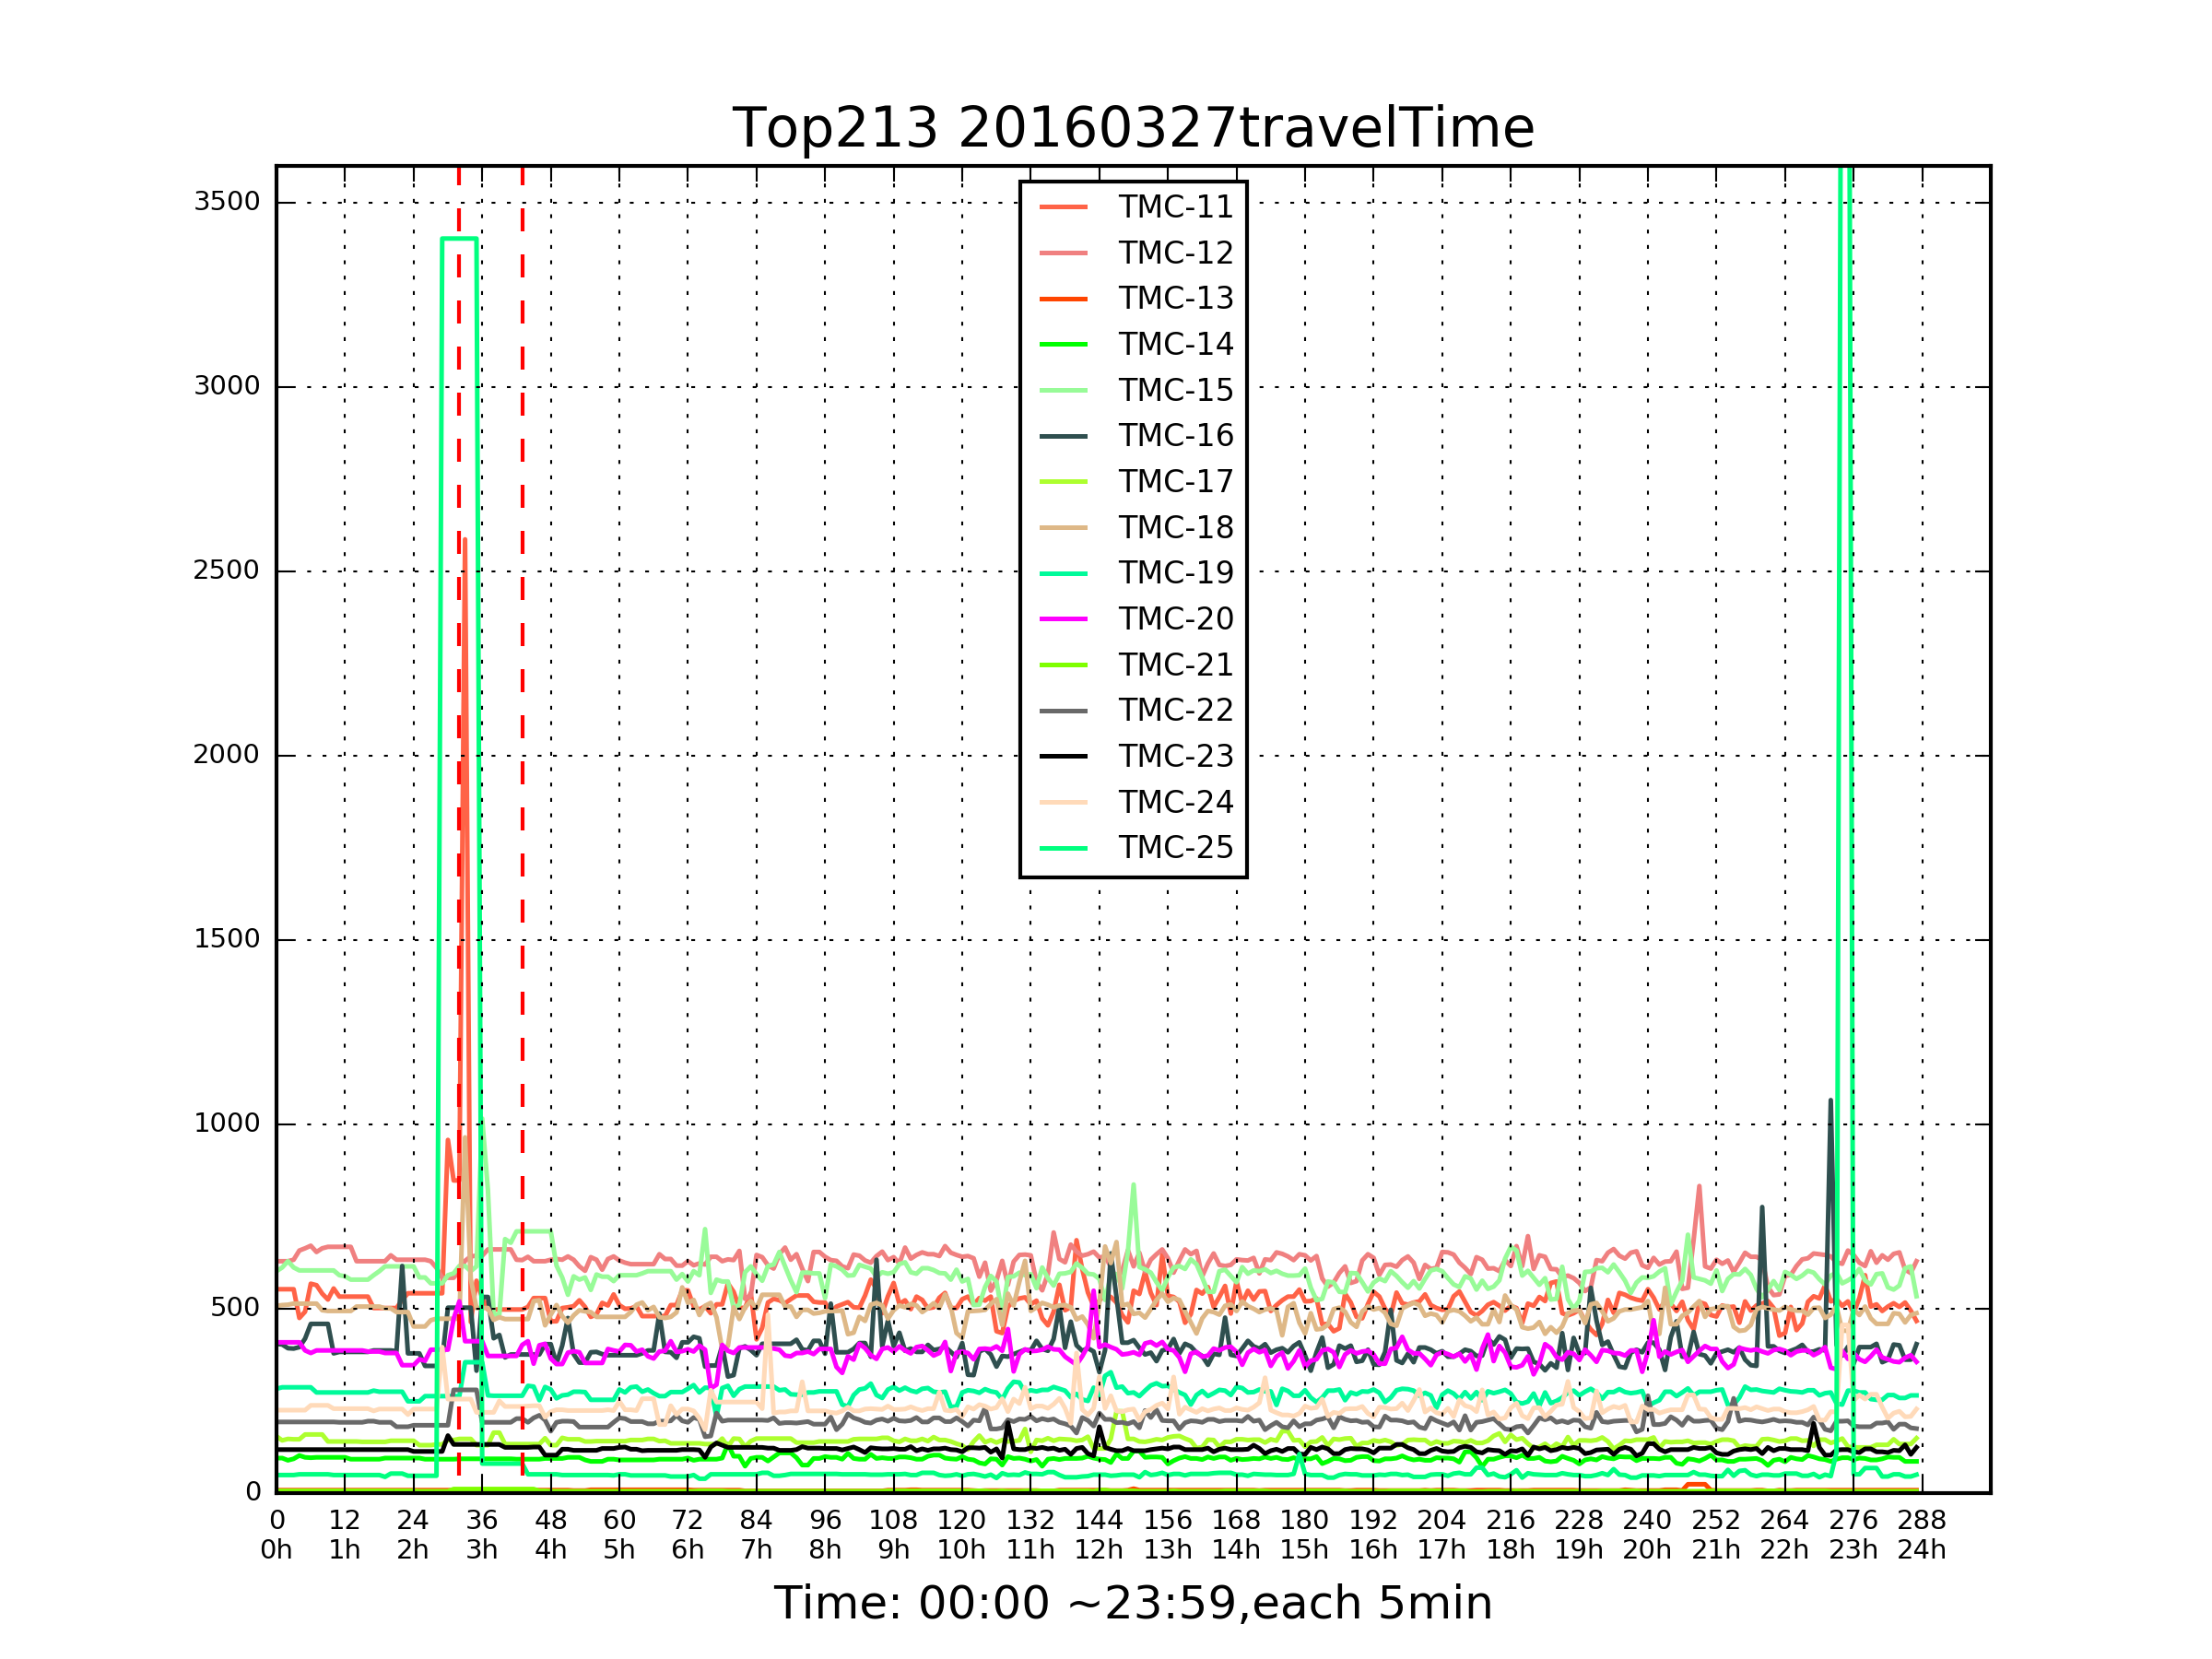 Top213 20160327travelTime
3500
3000
2500
2000
1500
1000
500
0
TMC-11
TMC-12
TMC-13
TMC-14
TMC-15
TMC-16
TMC-17
TMC-18
TMC-19
TMC-20
TMC-21
TMC-22
TMC-23
TMC-24
TMC-25
0 12 24 36 48 60 72 84 96 108 120 132 144 156 168 180 192 204 216 228 240 252 264 276 288
0h 1h 2h 3h 4h 5h 6h 7h 8h 9h 10h 11h 12h 13h 14h 15h 16h 17h 18h 19h 20h 21h 22h 23h 24h
Time: 00:00 ~23:59,each 5min